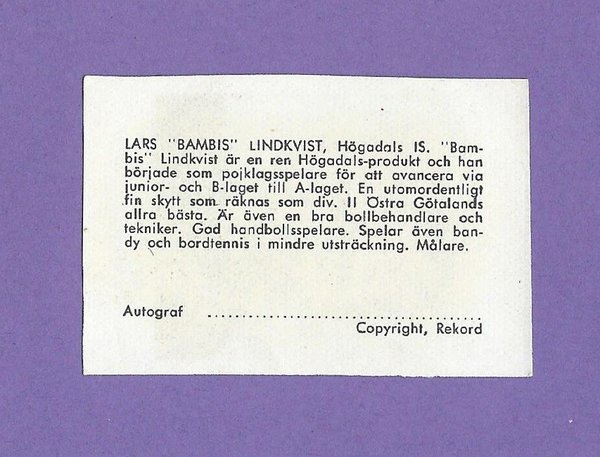 LARS "BAMBIS" LINDKVIST, Högadals IS. "Bam-
bis" Lindkvist är en ren Högadals-produkt och han
började som pojklagsspelare för att avancera via
junior- och B-laget till A-laget. En utomordentligt
fin skytt som räknas som div. II Östra Götalands
allra bästa. Är även en bra bollbehandlare och
tekniker. God handbollsspelare. Spelar även ban-
dy och bordtennis i mindre utsträckning. Målare.
Autograf ........................................
Copyright, Rekord